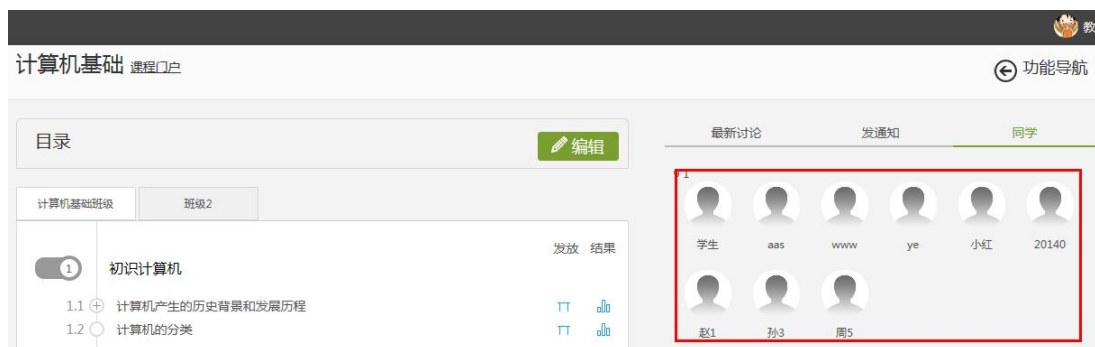 教
计算机基础 课程门户
功能导航
目录
编辑
最新讨论 发通知 同学
计算机基础班级 班级2
学生 aas www ye 小红 20140
发放 结果
1 初识计算机
1.1 计算机产生的历史背景和发展历程
1.2 计算机的分类
赵1 孙3 周5